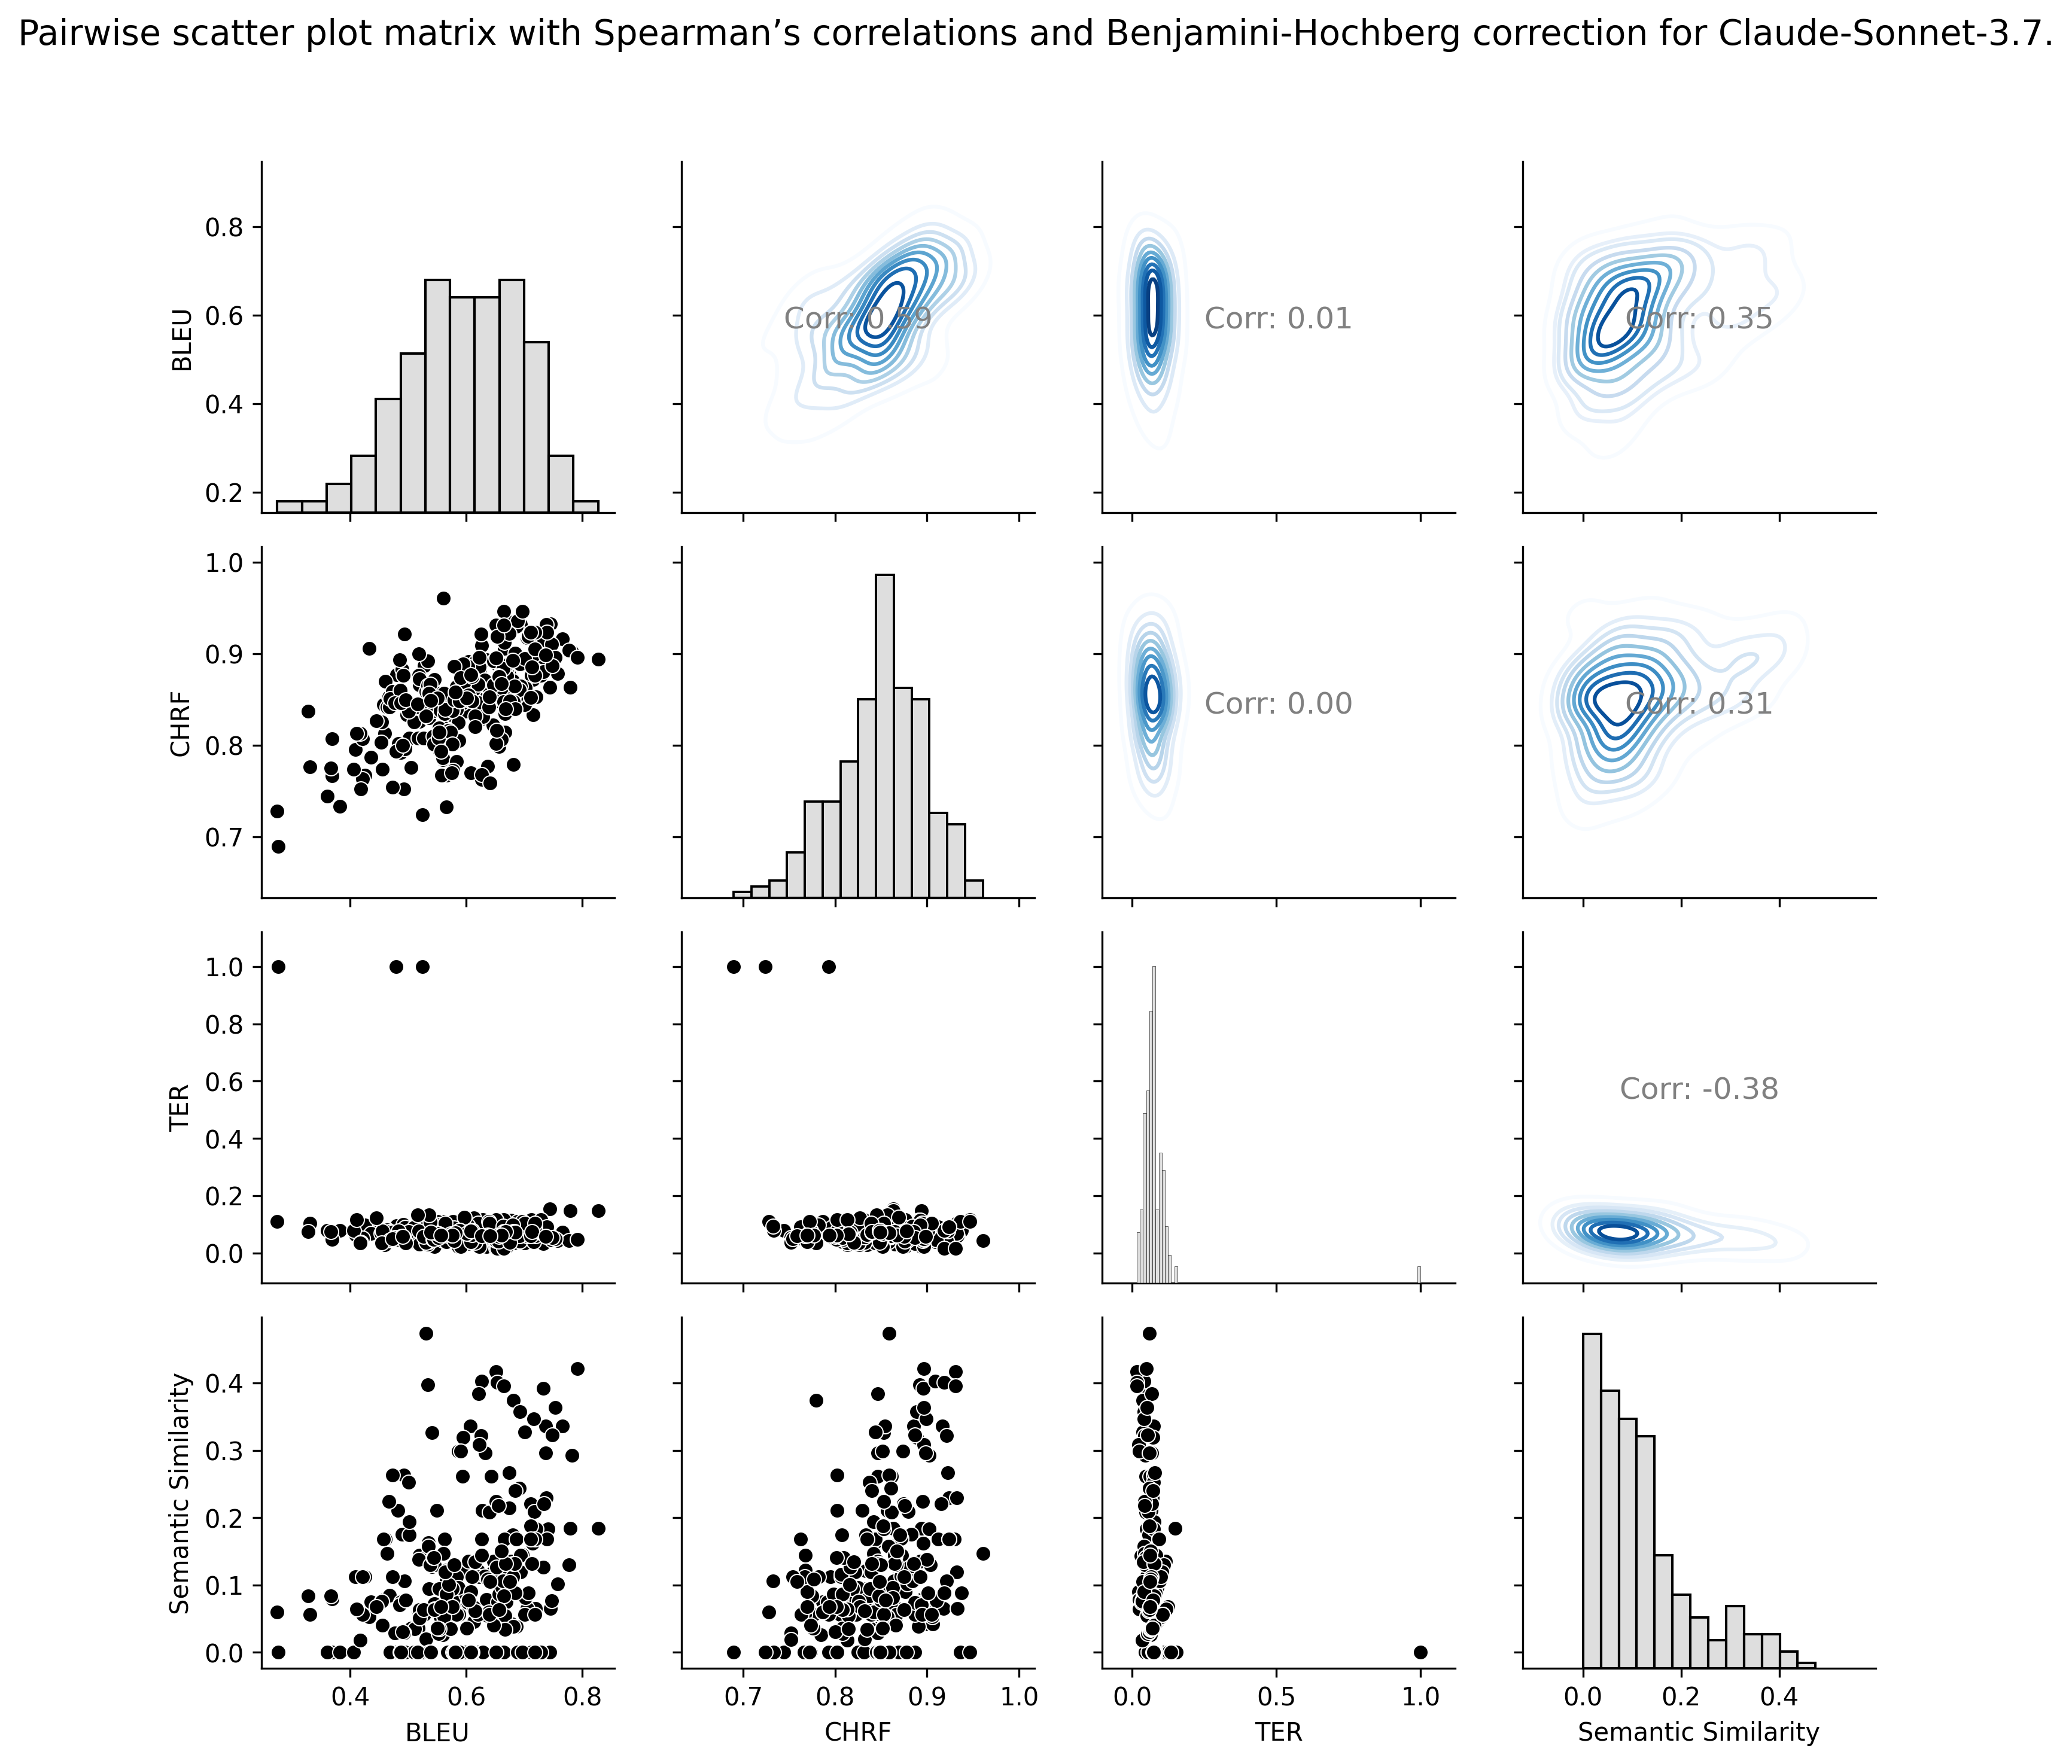 Pairwise scatter plot matrix with Spearman’s correlations and Benjamini-Hochberg correction for Claude-Sonnet-3.7.
0.8
0.6
0.4
0.2
BLEU
Corr: 0.59
Corr: 0.01
Corr: 0.35
1.0
0.9
0.8
0.7
CHRF
Corr: 0.00
Corr: 0.31
1.0
0.8
0.6
0.4
0.2
0.0
TER
Corr: -0.38
0.4
0.3
0.2
0.1
0.0
Semantic Similarity
0.4 0.6 0.8
0.7 0.8 0.9 1.0
0.0 0.5 1.0
0.0 0.2 0.4
BLEU
CHRF
TER
Semantic Similarity